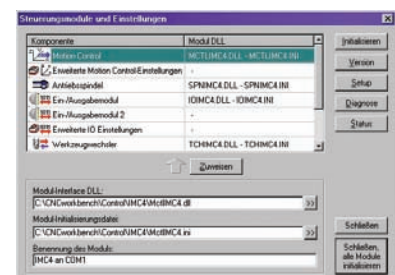 Steuerungsmodule und Einstellungen
Komponente Modul DLL
Motion Control MCTLIMC4.DLL - MCTLIMC4.INI
Erweiterte Motion Control-Einstellungen -
Antriebsspindel SPNIMC4.DLL - SPNIMC4.INI
Ein-/Ausgabemodul IOIMC4.DLL - IOIMC4.INI
Ein-/Ausgabemodul 2 -
Erweiterte IO Einstellungen -
Werkzeugwechsler TCHIMC4.DLL - TCHIMC4.INI
Zuweisen
Modul-Interface DLL:
C:\CNCworkbench\Control\IMC4\MctlIMC4.dll >>
Modul-Initialisierungsdatei:
C:\CNCworkbench\Control\IMC4\MctlIMC4.ini >>
Benennung des Moduls:
IMC4 an COM1
Initialisieren
Version
Setup
Diagnose
Status
Schließen
Schließen,
alle Module
initialisieren